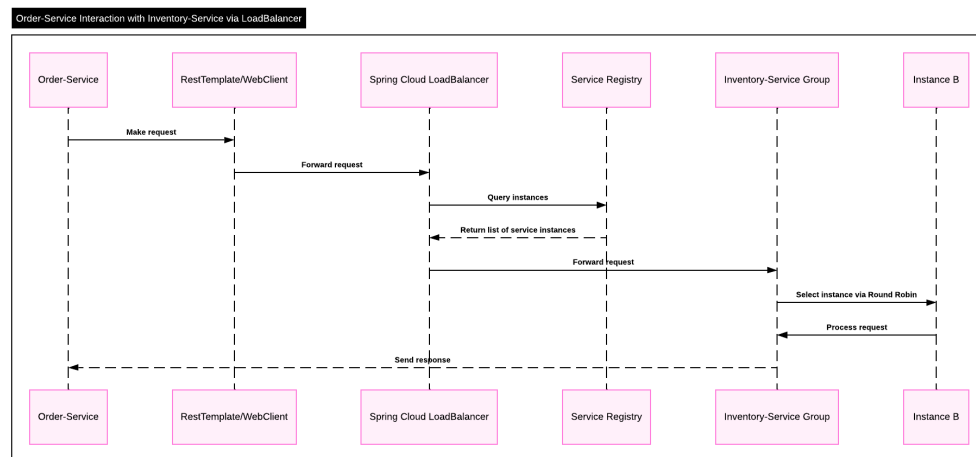 Order-Service Interaction with Inventory-Service via LoadBalancer
Order-Service
RestTemplate/WebClient
Spring Cloud LoadBalancer
Service Registry
Inventory-Service Group
Instance B
Make request
Forward request
Query instances
Return list of service instances
Forward request
Select instance via Round Robin
Process request
Send response
Order-Service
RestTemplate/WebClient
Spring Cloud LoadBalancer
Service Registry
Inventory-Service Group
Instance B